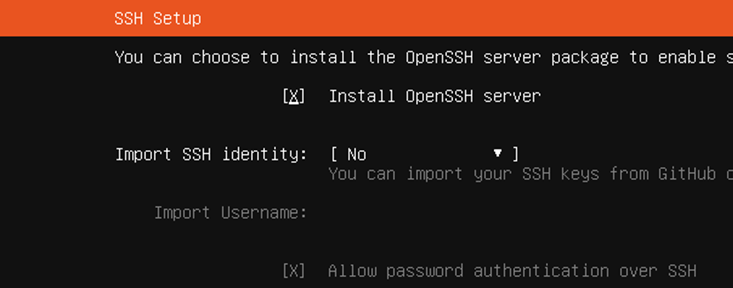 SSH Setup
You can choose to install the OpenSSH server package to enable
[X] Install OpenSSH server
Import SSH identity: [ No ▼ ]
You can import your SSH keys from GitHub
Import Username:
[X] Allow password authentication over SSH